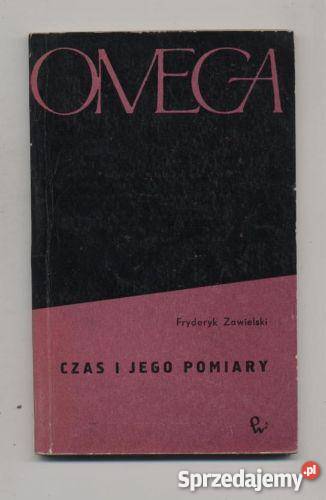 OMEGA
Fryderyk Zawielski
CZAS I JEGO POMIARY
Sprzedajemy
.pl